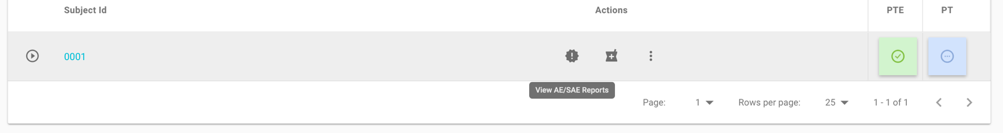 Subject Id Actions PTE PT
0001
View AE/SAE Reports
Page: 1 Rows per page: 25 1 - 1 of 1